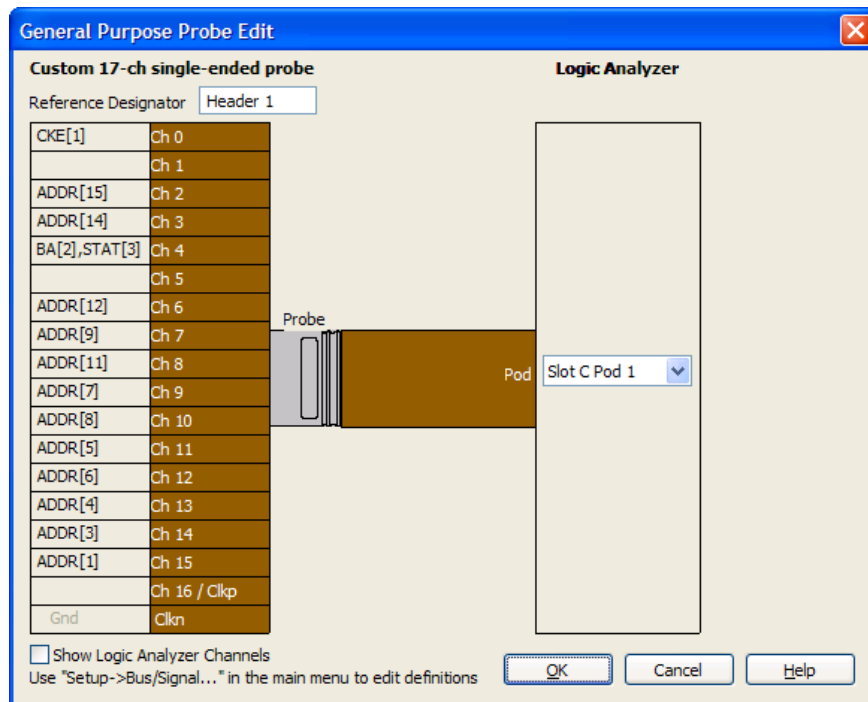 General Purpose Probe Edit
Custom 17-ch single-ended probe Logic Analyzer
Reference Designator Header 1
CKE[1] Ch 0
Ch 1
ADDR[15] Ch 2
ADDR[14] Ch 3
BA[2],STAT[3] Ch 4
Ch 5
ADDR[12] Ch 6
Probe
ADDR[9] Ch 7
ADDR[11] Ch 8
Pod Slot C Pod 1
ADDR[7] Ch 9
ADDR[8] Ch 10
ADDR[5] Ch 11
ADDR[6] Ch 12
ADDR[4] Ch 13
ADDR[3] Ch 14
ADDR[1] Ch 15
Ch 16 / Clkp
Gnd Clkn
Show Logic Analyzer Channels
Use "Setup->Bus/Signal..." in the main menu to edit definitions
OK Cancel Help